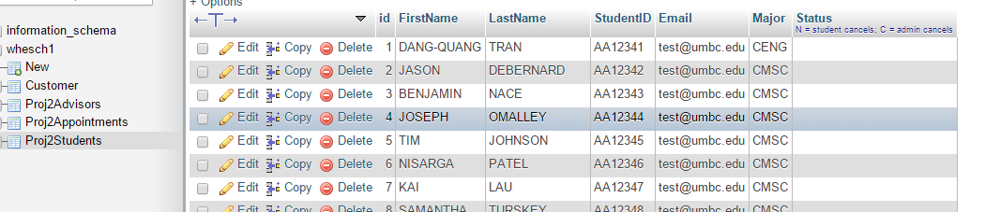 + Options
id FirstName LastName StudentID Email Major Status
N = student cancels; C = admin cancels
Edit Copy Delete 1 DANG-QUANG TRAN AA12341 test@umbc.edu CENG
Edit Copy Delete 2 JASON DEBERNARD AA12342 test@umbc.edu CMSC
Edit Copy Delete 3 BENJAMIN NACE AA12343 test@umbc.edu CMSC
Edit Copy Delete 4 JOSEPH OMALLEY AA12344 test@umbc.edu CMSC
Edit Copy Delete 5 TIM JOHNSON AA12345 test@umbc.edu CMSC
Edit Copy Delete 6 NISARGA PATEL AA12346 test@umbc.edu CMSC
Edit Copy Delete 7 KAI LAU AA12347 test@umbc.edu CMSC
Edit Copy Delete 8 SAMANTHA TURSKEY AA12348 test@umbc.edu CMSC
information_schema
whesch1
New
Customer
Proj2Advisors
Proj2Appointments
Proj2Students